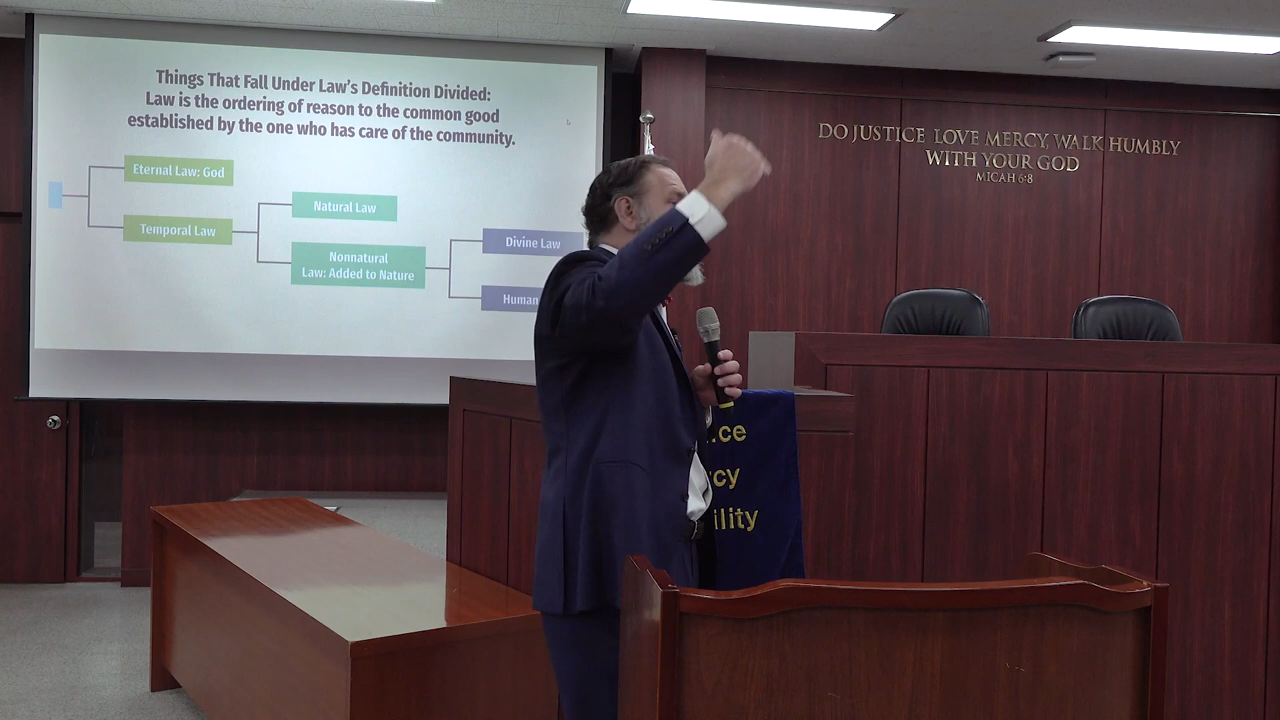 Things That Fall Under Law's Definition Divided:
Law is the ordering of reason to the common good
established by the one who has care of the community.
Eternal Law: God
Temporal Law
Natural Law
Nonnatural
Law: Added to Nature
Divine Law
Human
DO JUSTICE LOVE MERCY, WALK HUMBLY
WITH YOUR GOD
MICAH 6:8
ce
cy
ility